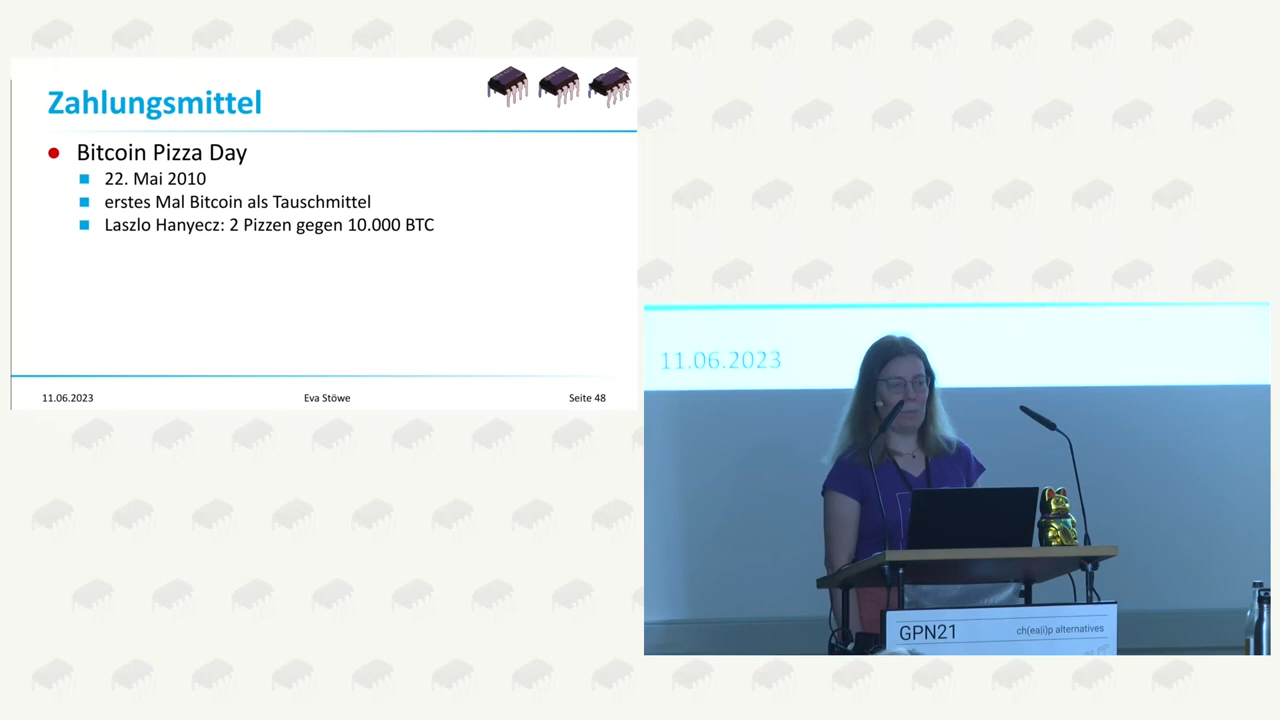 Zahlungsmittel
Bitcoin Pizza Day
22. Mai 2010
erstes Mal Bitcoin als Tauschmittel
Laszlo Hanyecz: 2 Pizzen gegen 10.000 BTC
11.06.2023
Eva Stöwe
Seite 48
11.06.2023
GPN21
ch(ea|i)p alternatives